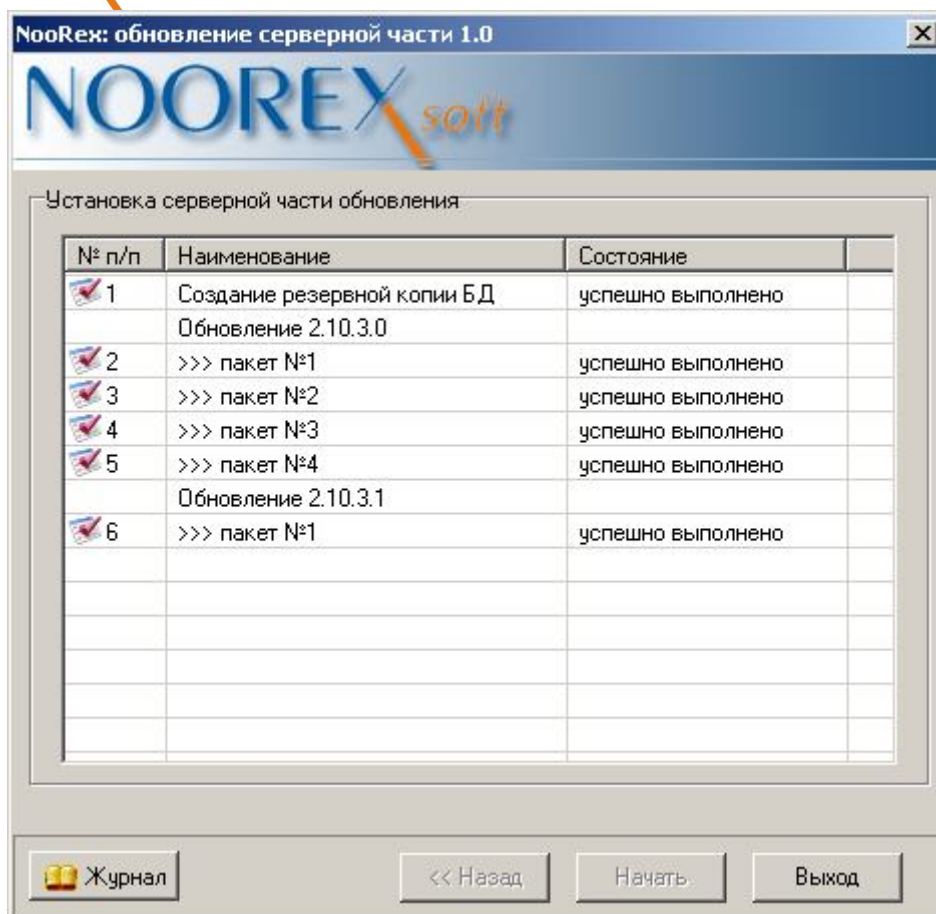 NooRex: обновление серверной части 1.0
NOOREX soft
Установка серверной части обновления
№ п/п Наименование Состояние
1 Создание резервной копии БД успешно выполнено
Обновление 2.10.3.0
2 >>> пакет №1 успешно выполнено
3 >>> пакет №2 успешно выполнено
4 >>> пакет №3 успешно выполнено
5 >>> пакет №4 успешно выполнено
Обновление 2.10.3.1
6 >>> пакет №1 успешно выполнено
Журнал << Назад Начать Выход